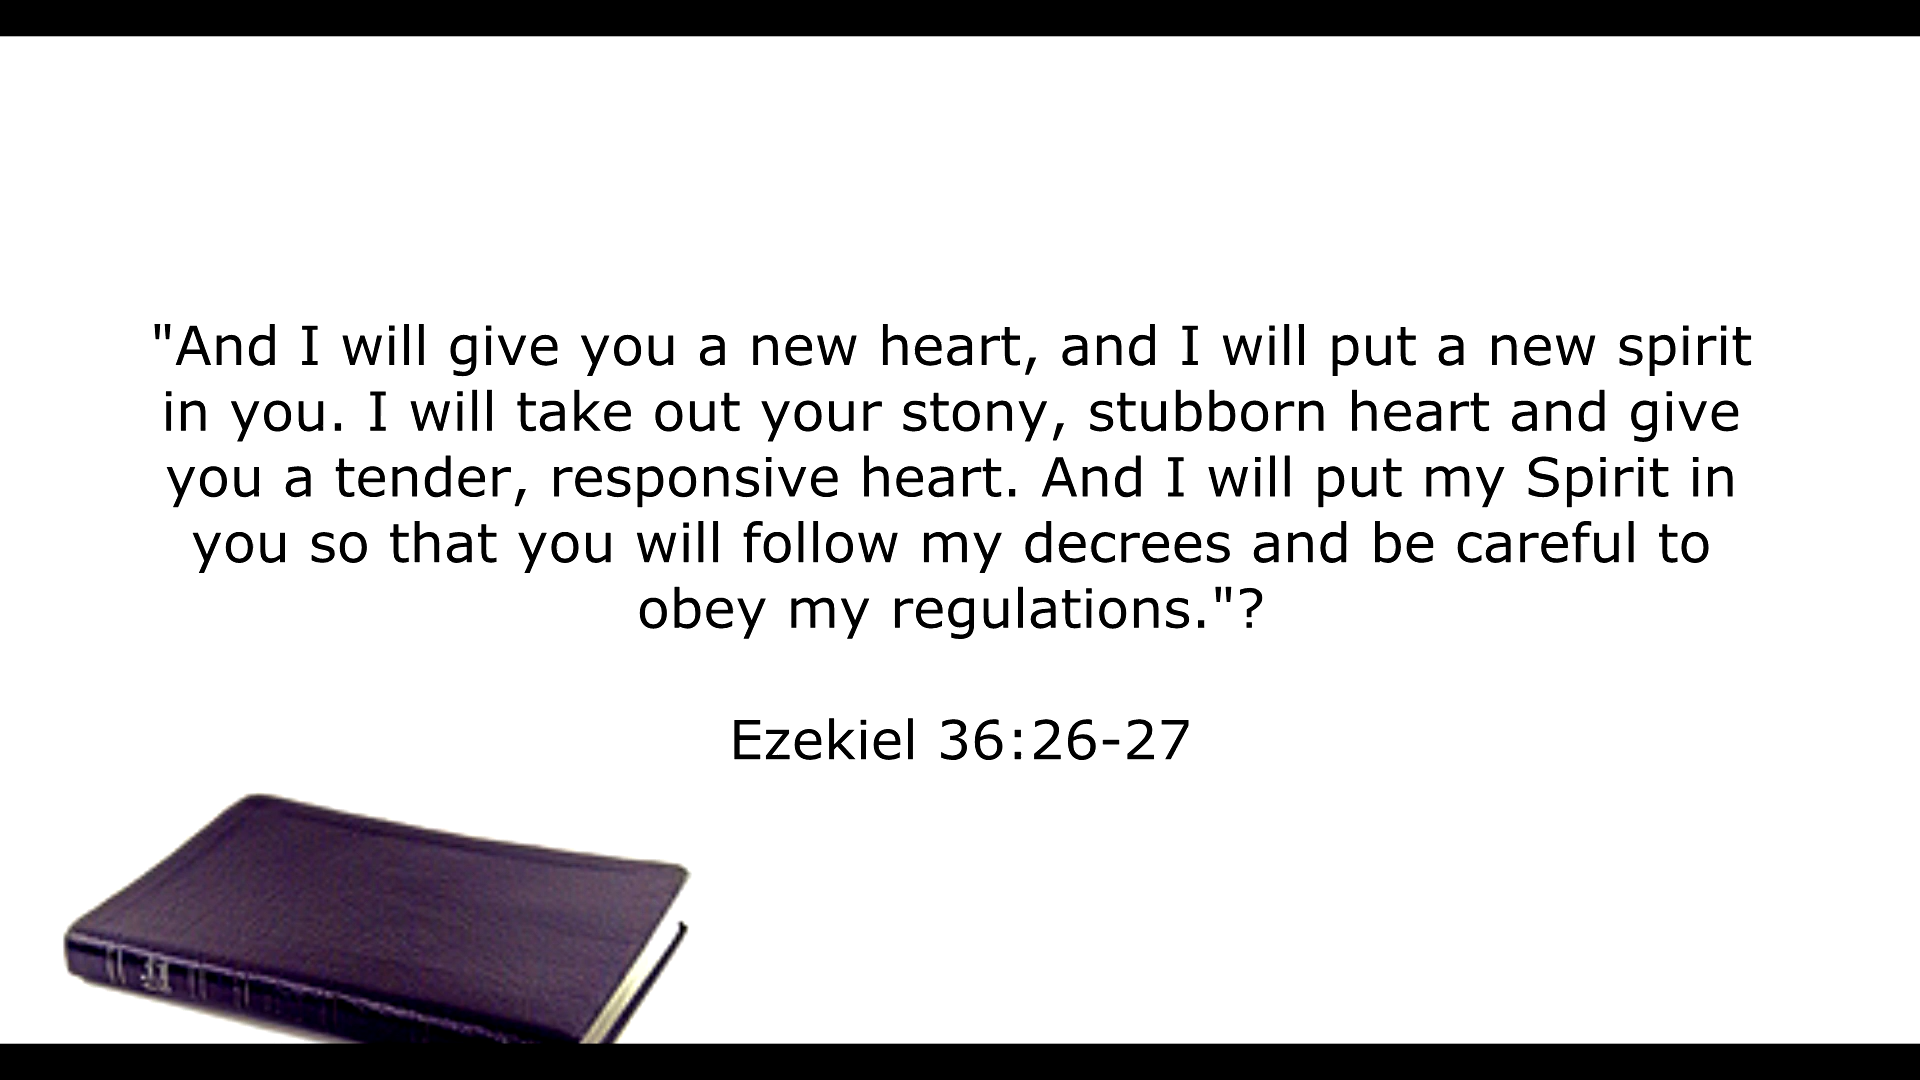 "And I will give you a new heart, and I will put a new spirit
in you. I will take out your stony, stubborn heart and give
you a tender, responsive heart. And I will put my Spirit in
you so that you will follow my decrees and be careful to
obey my regulations."?
Ezekiel 36:26-27